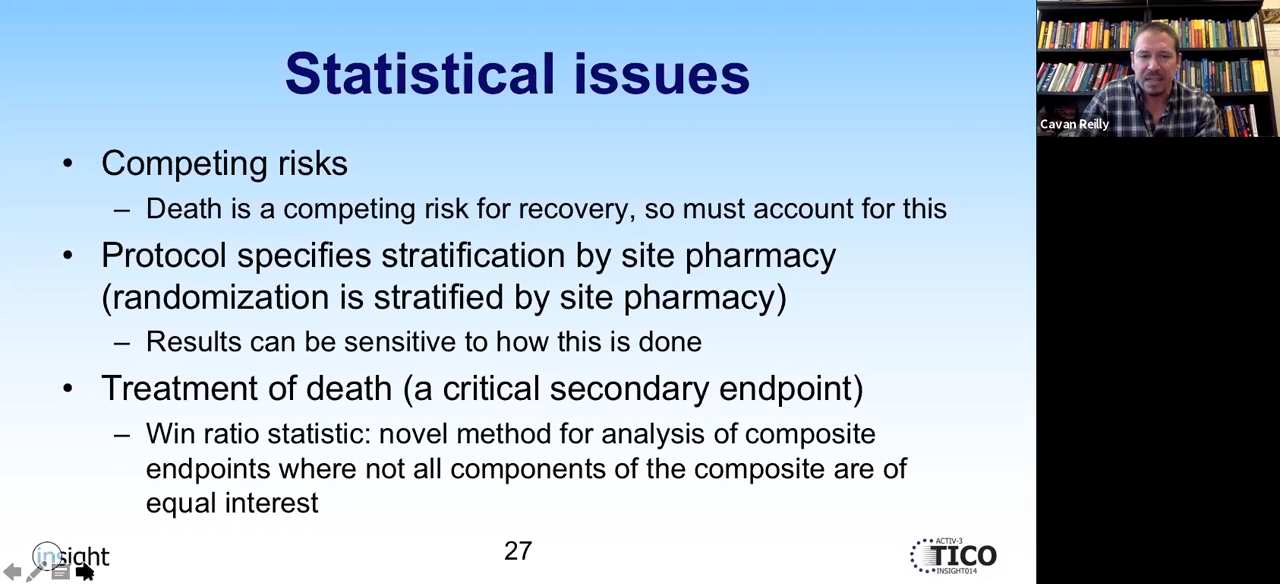 Statistical issues
Cavan Reilly
• Competing risks
– Death is a competing risk for recovery, so must account for this
• Protocol specifies stratification by site pharmacy
(randomization is stratified by site pharmacy)
– Results can be sensitive to how this is done
• Treatment of death (a critical secondary endpoint)
– Win ratio statistic: novel method for analysis of composite
endpoints where not all components of the composite are of
equal interest
insight
27
ACTIV-3
TICO
INSIGHT014